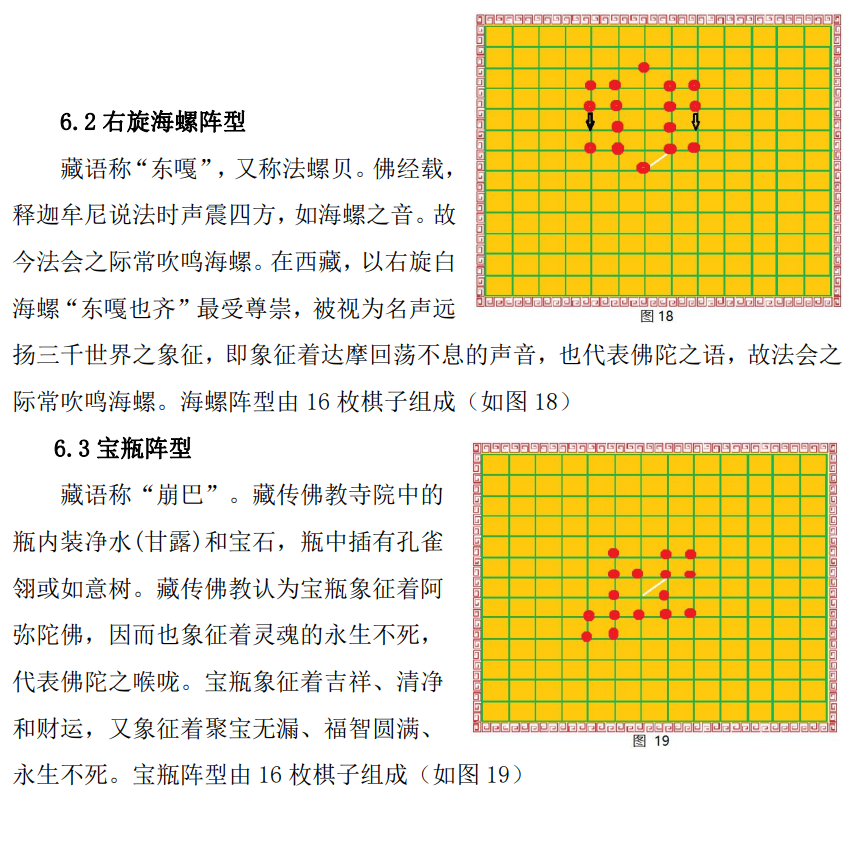 6.2 右旋海螺阵型
藏语称“东嘎”，又称法螺贝。佛经载，
释迦牟尼说法时声震四方，如海螺之音。故
今法会之际常吹鸣海螺。在西藏，以右旋白
海螺“东嘎也齐”最受尊崇，被视为名声远
图 18
扬三千世界之象征，即象征着达摩回荡不息的声音，也代表佛陀之语，故法会之
际常吹鸣海螺。海螺阵型由 16 枚棋子组成（如图 18）
6.3 宝瓶阵型
藏语称“崩巴”。藏传佛教寺院中的
瓶内装净水(甘露)和宝石，瓶中插有孔雀
翎或如意树。藏传佛教认为宝瓶象征着阿
弥陀佛，因而也象征着灵魂的永生不死，
代表佛陀之喉咙。宝瓶象征着吉祥、清净
和财运，又象征着聚宝无漏、福智圆满、
图 19
永生不死。宝瓶阵型由 16 枚棋子组成（如图 19）